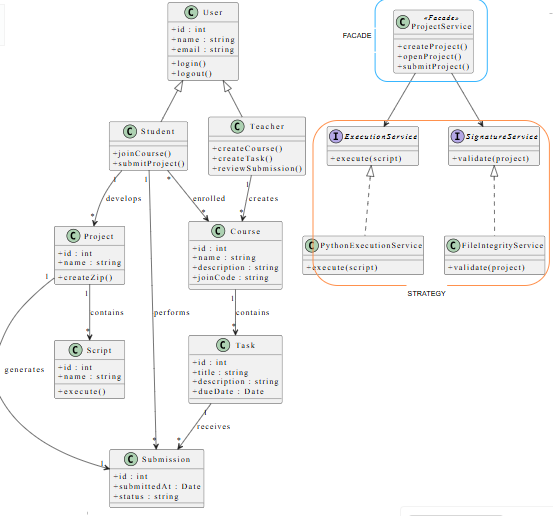 C User
+id : int
+name : string
+email : string
+login()
+logout()
FACADE
«Facade»
C ProjectService
+createProject()
+openProject()
+submitProject()
C Student
+joinCourse()
+submitProject()
C Teacher
+createCourse()
+createTask()
+reviewSubmission()
I ExecutionService
+execute(script)
I SignatureService
+validate(project)
1
develops
*
1
performs
*
*
enrolled
*
1
creates
*
C Project
+id : int
+name : string
+createZip()
C Course
+id : int
+name : string
+description : string
+joinCode : string
C PythonExecutionService
+execute(script)
C FileIntegrityService
+validate(project)
STRATEGY
1
generates
1
1
contains
*
1
contains
*
C Script
+id : int
+name : string
+execute()
C Task
+id : int
+title : string
+description : string
+dueDate : Date
1
receives
*
C Submission
+id : int
+submittedAt : Date
+status : string